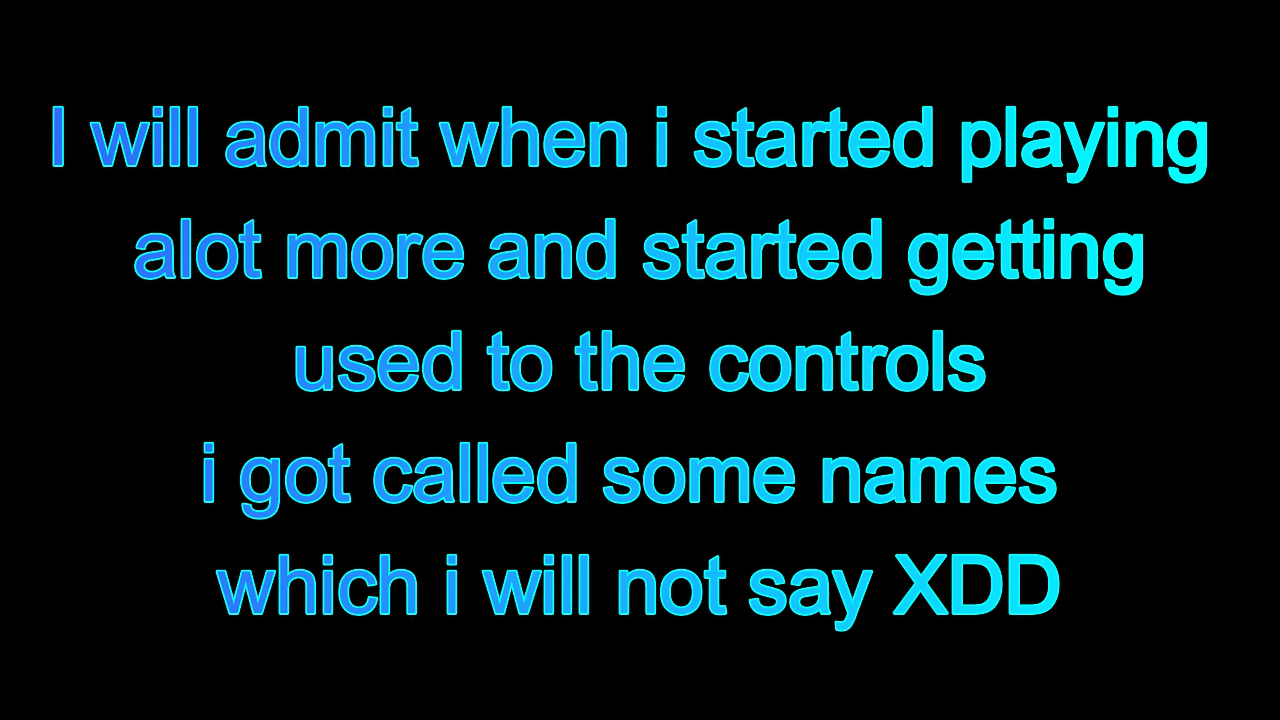 I will admit when i started playing
alot more and started getting
used to the controls
i got called some names
which i will not say XDD